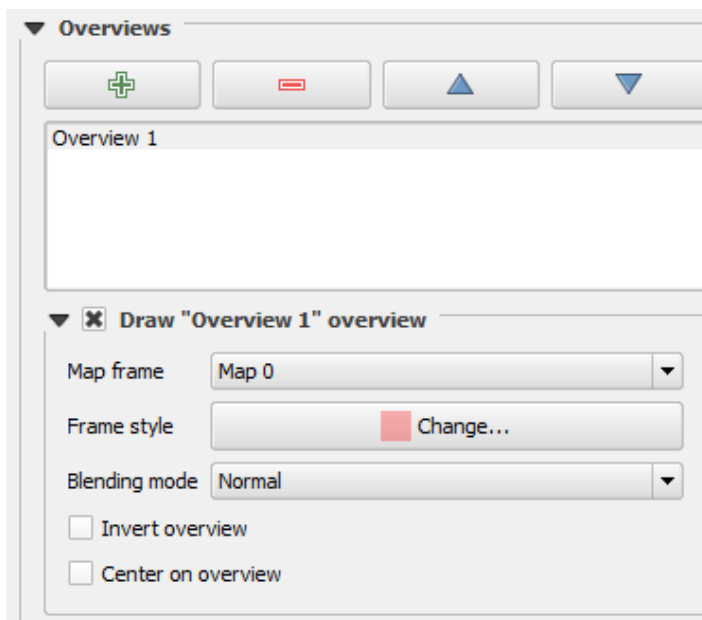 Overviews
Overview 1
Draw "Overview 1" overview
Map frame Map 0
Frame style Change...
Blending mode Normal
Invert overview
Center on overview